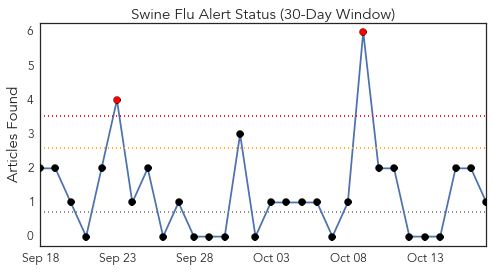 Swine Flu Alert Status (30-Day Window)
Articles Found
6
5
4
3
2
1
0
Sep 18 Sep 23 Sep 28 Oct 03 Oct 08 Oct 13